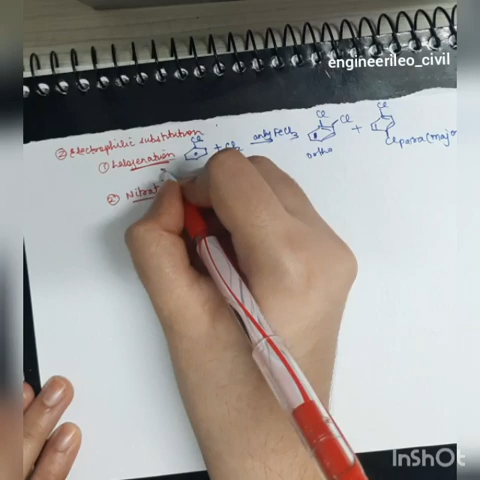 engineerileo_civil
② Electrophilic substitution
① halogenation Cl + Cl2 anhy FeCl3 Cl Cl + Cl
ortho Cl para (major
②
InShOt